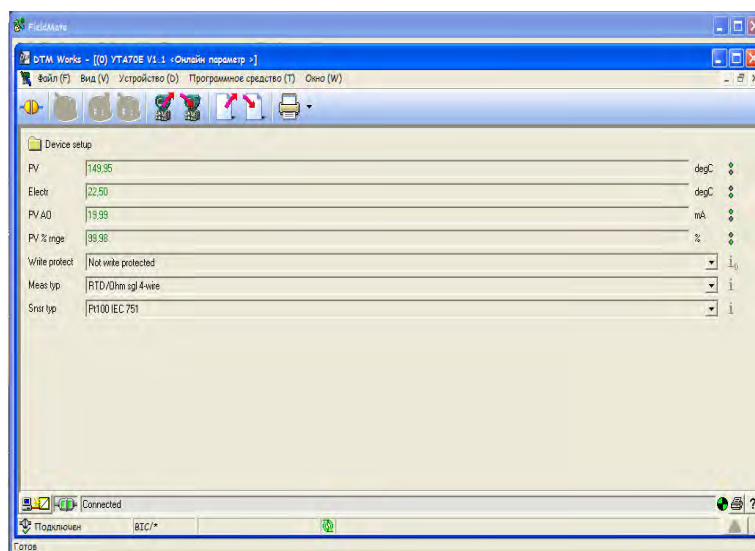 FieldMate
DTM Works - [(0) YTA70E V1.1 <Онлайн параметр >]
Файл (F) Вид (V) Устройство (D) Программное средство (T) Окно (W)
Device setup
PV 149,95 degC
Electr 22,50 degC
PV AO 19,99 mA
PV % rnge 99,98 %
Write protect Not write protected
Meas typ RTD/Ohm sgl 4-wire
Snsr typ Pt100 IEC 751
Connected
Подключен BIC/*
Готов